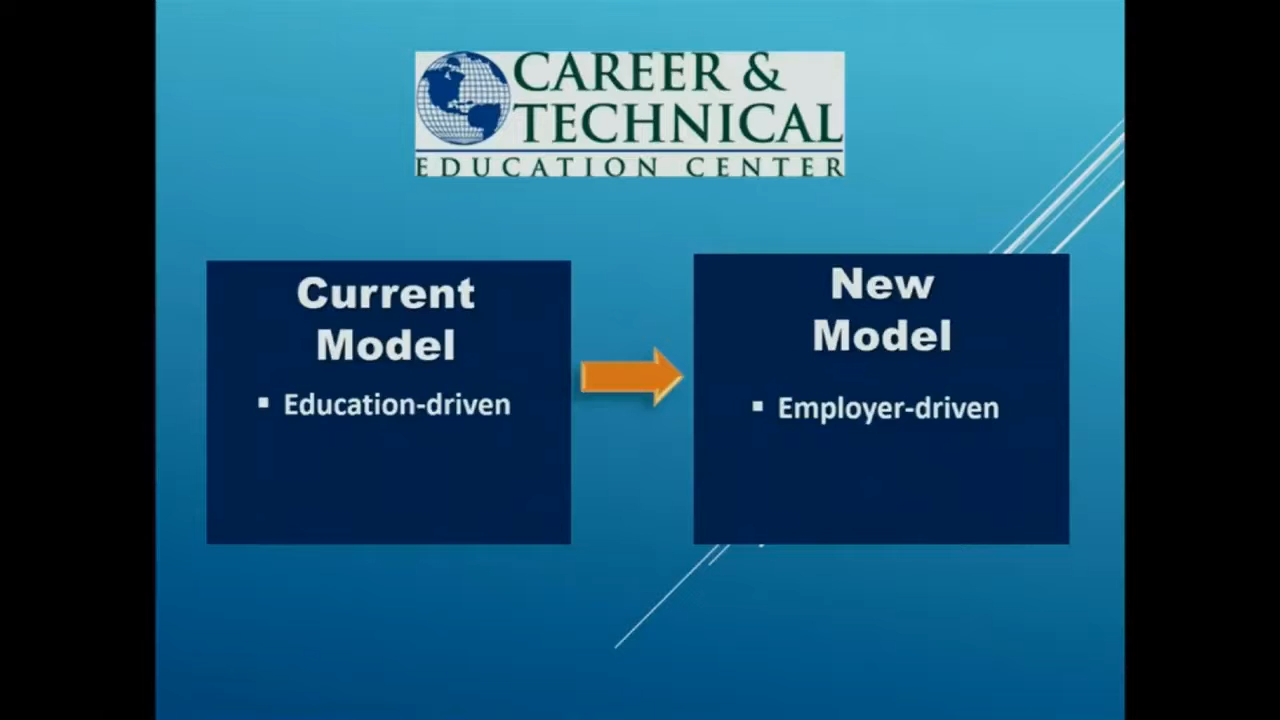 CAREER &
TECHNICAL
EDUCATION CENTER
Current
Model
▪ Education-driven
New
Model
▪ Employer-driven